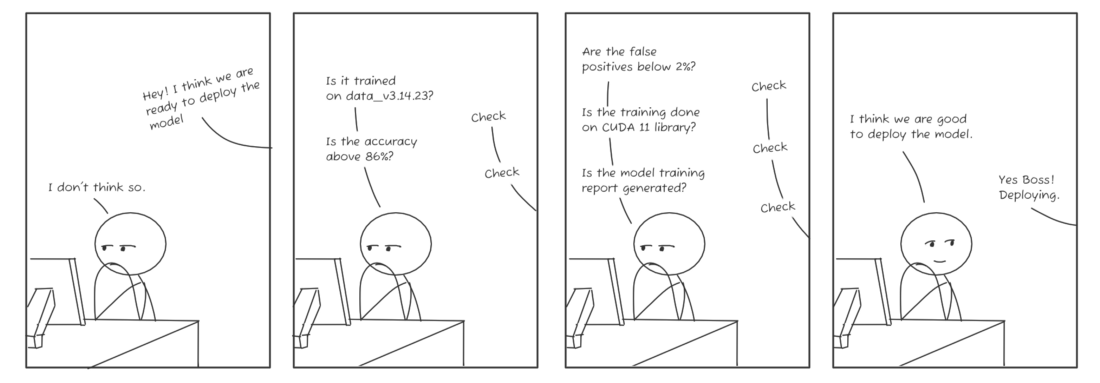 Hey! I think we are
ready to deploy the
model
I don't think so.
Is it trained
on data_v3.14.23?
Check
Is the accuracy
above 86%?
Check
Are the false
positives below 2%?
Check
Is the training done
on CUDA 11 library?
Check
Is the model training
report generated?
Check
I think we are good
to deploy the model.
Yes Boss!
Deploying.